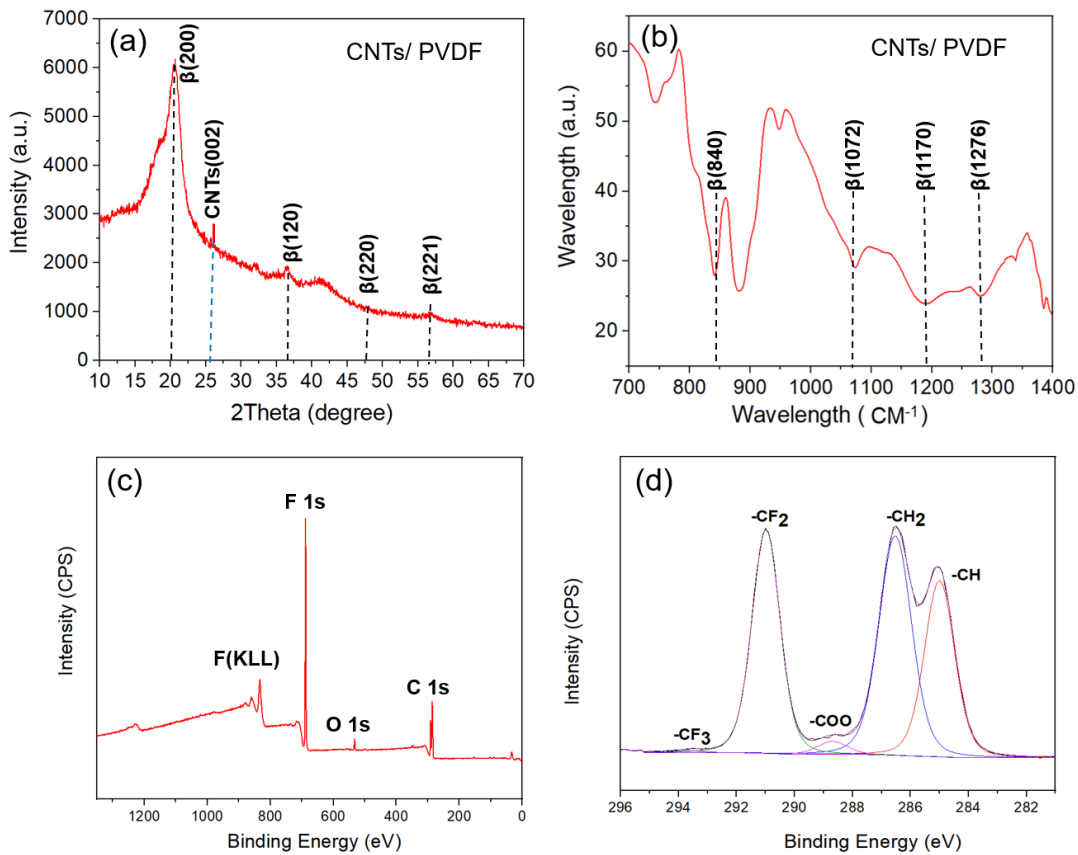 (a)
CNTs/ PVDF
β(200)
CNTs(002)
β(120)
β(220)
β(221)
Intensity (a.u.)
7000
6000
5000
4000
3000
2000
1000
0
10 15 20 25 30 35 40 45 50 55 60 65 70
2Theta (degree)
(b)
CNTs/ PVDF
β(840)
β(1072)
β(1170)
β(1276)
Wavelength (a.u.)
60
50
40
30
20
700 800 900 1000 1100 1200 1300 1400
Wavelength ( CM-1)
(c)
F 1s
F(KLL)
O 1s
C 1s
Intensity (CPS)
1200 1000 800 600 400 200 0
Binding Energy (eV)
(d)
-CF2
-CH2
-CH
-COO
-CF3
Intensity (CPS)
296 294 292 290 288 286 284 282
Binding Energy (eV)